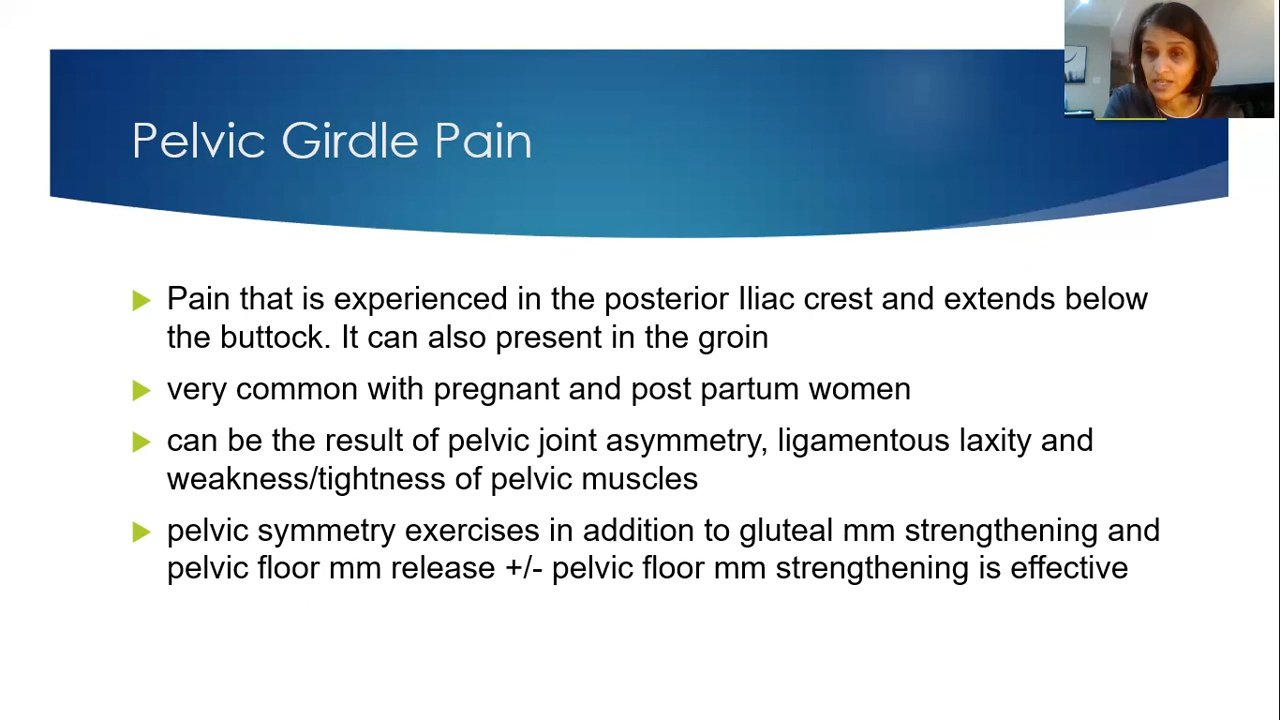 Pelvic Girdle Pain
Pain that is experienced in the posterior Iliac crest and extends below
the buttock. It can also present in the groin
very common with pregnant and post partum women
can be the result of pelvic joint asymmetry, ligamentous laxity and
weakness/tightness of pelvic muscles
pelvic symmetry exercises in addition to gluteal mm strengthening and
pelvic floor mm release +/- pelvic floor mm strengthening is effective